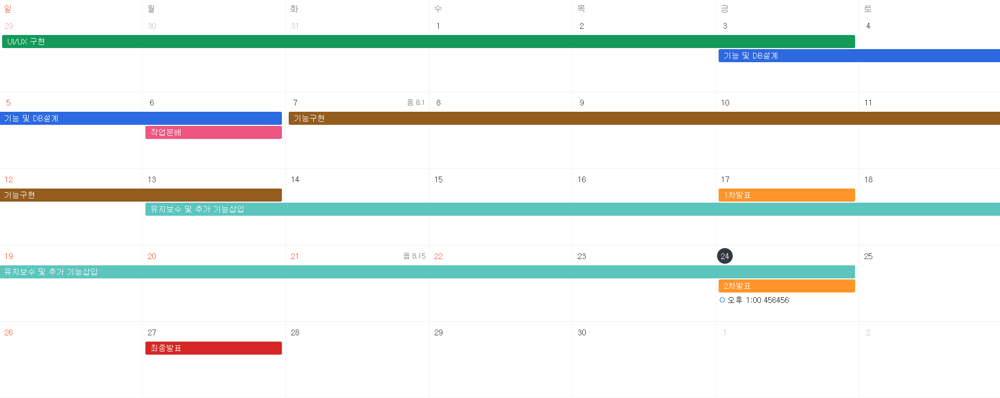 일 월 화 수 목 금 토
29 30 31 1 2 3 4
UI/UX 구현
기능 및 DB설계
5 6 7 음 8.1 8 9 10 11
기능 및 DB설계 기능구현
작업분배
12 13 14 15 16 17 18
기능구현 1차발표
유지보수 및 추가 기능삽입
19 20 21 음 8.15 22 23 24 25
유지보수 및 추가 기능삽입
2차발표
오후 1:00 456456
26 27 28 29 30 1 2
최종발표